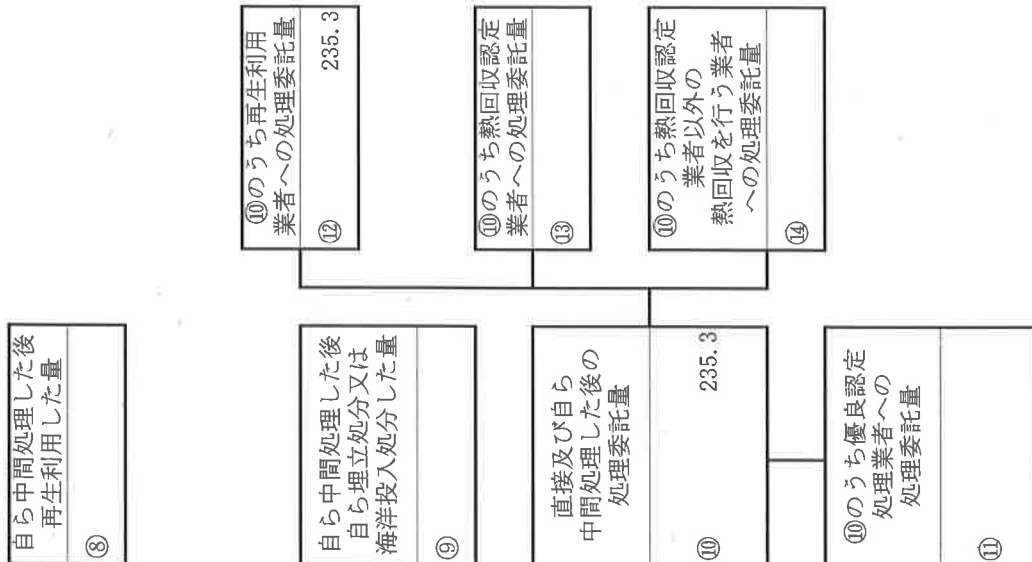 自ら中間処理した後
再生利用した量
⑧
自ら中間処理した後
自ら埋立処分又は
海洋投入処分した量
⑨
直接及び自ら
中間処理した後の
処理委託量
⑩
235.3
⑩のうち優良認定
処理業者への
処理委託量
⑪
⑩のうち再生利用
業者への処理委託量
⑫
235.3
⑩のうち熱回収認定
業者への処理委託量
⑬
⑩のうち熱回収認定
業者以外の
熱回収を行う業者
への処理委託量
⑭